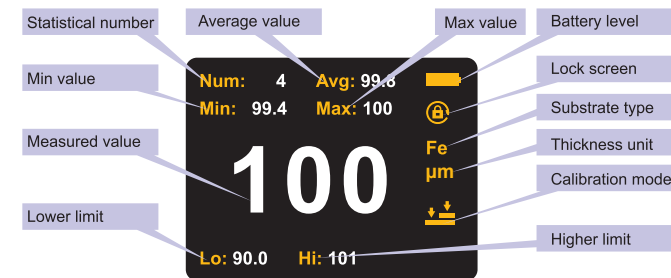 Statistical number
Average value
Max value
Battery level
Min value
Lock screen
Substrate type
Measured value
Thickness unit
Calibration mode
Lower limit
Higher limit
Num: 4 Avg: 99.8
Min: 99.4 Max: 100
Fe
µm
100
Lo: 90.0 Hi: 101